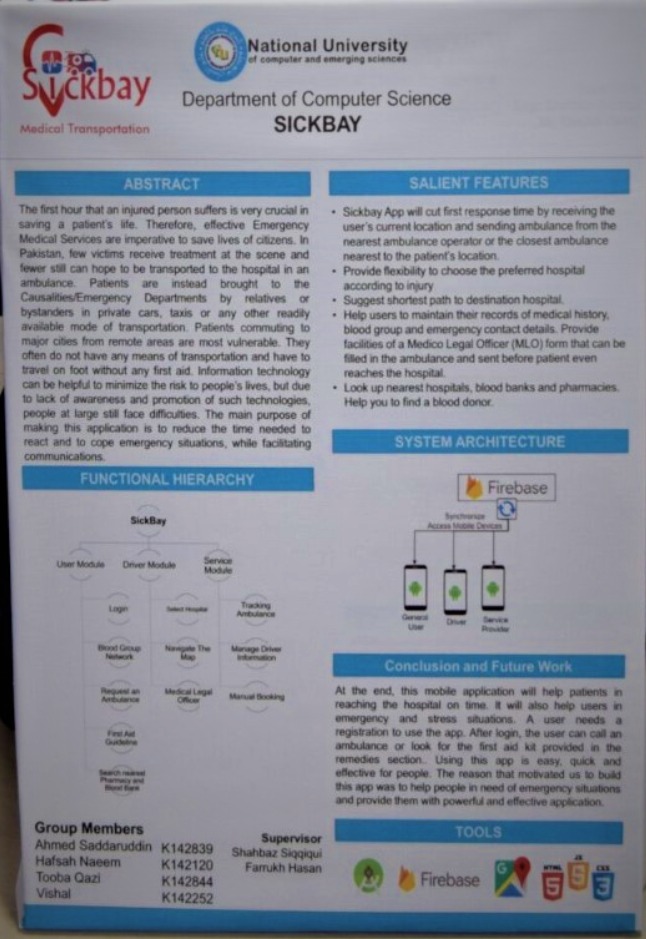 Sickbay
Medical Transportation
National University
of computer and emerging sciences
Department of Computer Science
SICKBAY
ABSTRACT
The first hour that an injured person suffers is very crucial in
saving a patient's life. Therefore, effective Emergency
Medical Services are imperative to save lives of citizens. In
Pakistan, few victims receive treatment at the scene and
fewer still can hope to be transported to the hospital in an
ambulance. Patients are instead brought to the
Causalities/Emergency Departments by relatives or
bystanders in private cars, taxis or any other readily
available mode of transportation. Patients commuting to
major cities from remote areas are most vulnerable. They
often do not have any means of transportation and have to
travel on foot without any first aid. Information technology
can be helpful to minimize the risk to people's lives, but due
to lack of awareness and promotion of such technologies,
people at large still face difficulties. The main purpose of
making this application is to reduce the time needed to
react and to cope emergency situations, while facilitating
communications.
FUNCTIONAL HIERARCHY
SickBay
User Module
Driver Module
Service
Module
Login
Select Hospital
Tracking
Ambulance
Blood Group
Network
Navigate The
Map
Manage Driver
Information
Request an
Ambulance
Medical Legal
Officer
Manual Booking
First Aid
Guideline
Search nearest
Pharmacy and
Blood Bank
Group Members
Ahmed Saddaruddin K142839
Hafsah Naeem K142120
Tooba Qazi K142844
Vishal K142252
Supervisor
Shahbaz Siqqiqui
Farrukh Hasan
SALIENT FEATURES
• Sickbay App will cut first response time by receiving the
user's current location and sending ambulance from the
nearest ambulance operator or the closest ambulance
nearest to the patient's location.
• Provide flexibility to choose the preferred hospital
according to injury
• Suggest shortest path to destination hospital.
• Help users to maintain their records of medical history,
blood group and emergency contact details. Provide
facilities of a Medico Legal Officer (MLO) form that can be
filled in the ambulance and sent before patient even
reaches the hospital.
• Look up nearest hospitals, blood banks and pharmacies.
Help you to find a blood donor.
SYSTEM ARCHITECTURE
Firebase
Synchronize
Access Mobile Devices
General
User
Driver
Service
Provider
Conclusion and Future Work
At the end, this mobile application will help patients in
reaching the hospital on time. It will also help users in
emergency and stress situations. A user needs a
registration to use the app. After login, the user can call an
ambulance or look for the first aid kit provided in the
remedies section.. Using this app is easy, quick and
effective for people. The reason that motivated us to build
this app was to help people in need of emergency situations
and provide them with powerful and effective application.
TOOLS
Firebase
G
HTML
5
JS
5
CSS
3